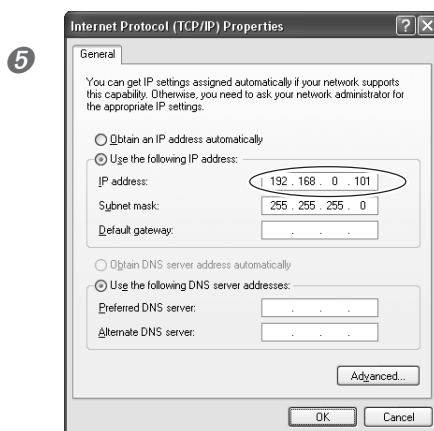 5
Internet Protocol (TCP/IP) Properties
General
You can get IP settings assigned automatically if your network supports
this capability. Otherwise, you need to ask your network administrator for
the appropriate IP settings.
Obtain an IP address automatically
Use the following IP address:
IP address: 192 . 168 . 0 . 101
Subnet mask: 255 . 255 . 255 . 0
Default gateway: . . .
Obtain DNS server address automatically
Use the following DNS server addresses:
Preferred DNS server: . . .
Alternate DNS server: . . .
Advanced...
OK Cancel